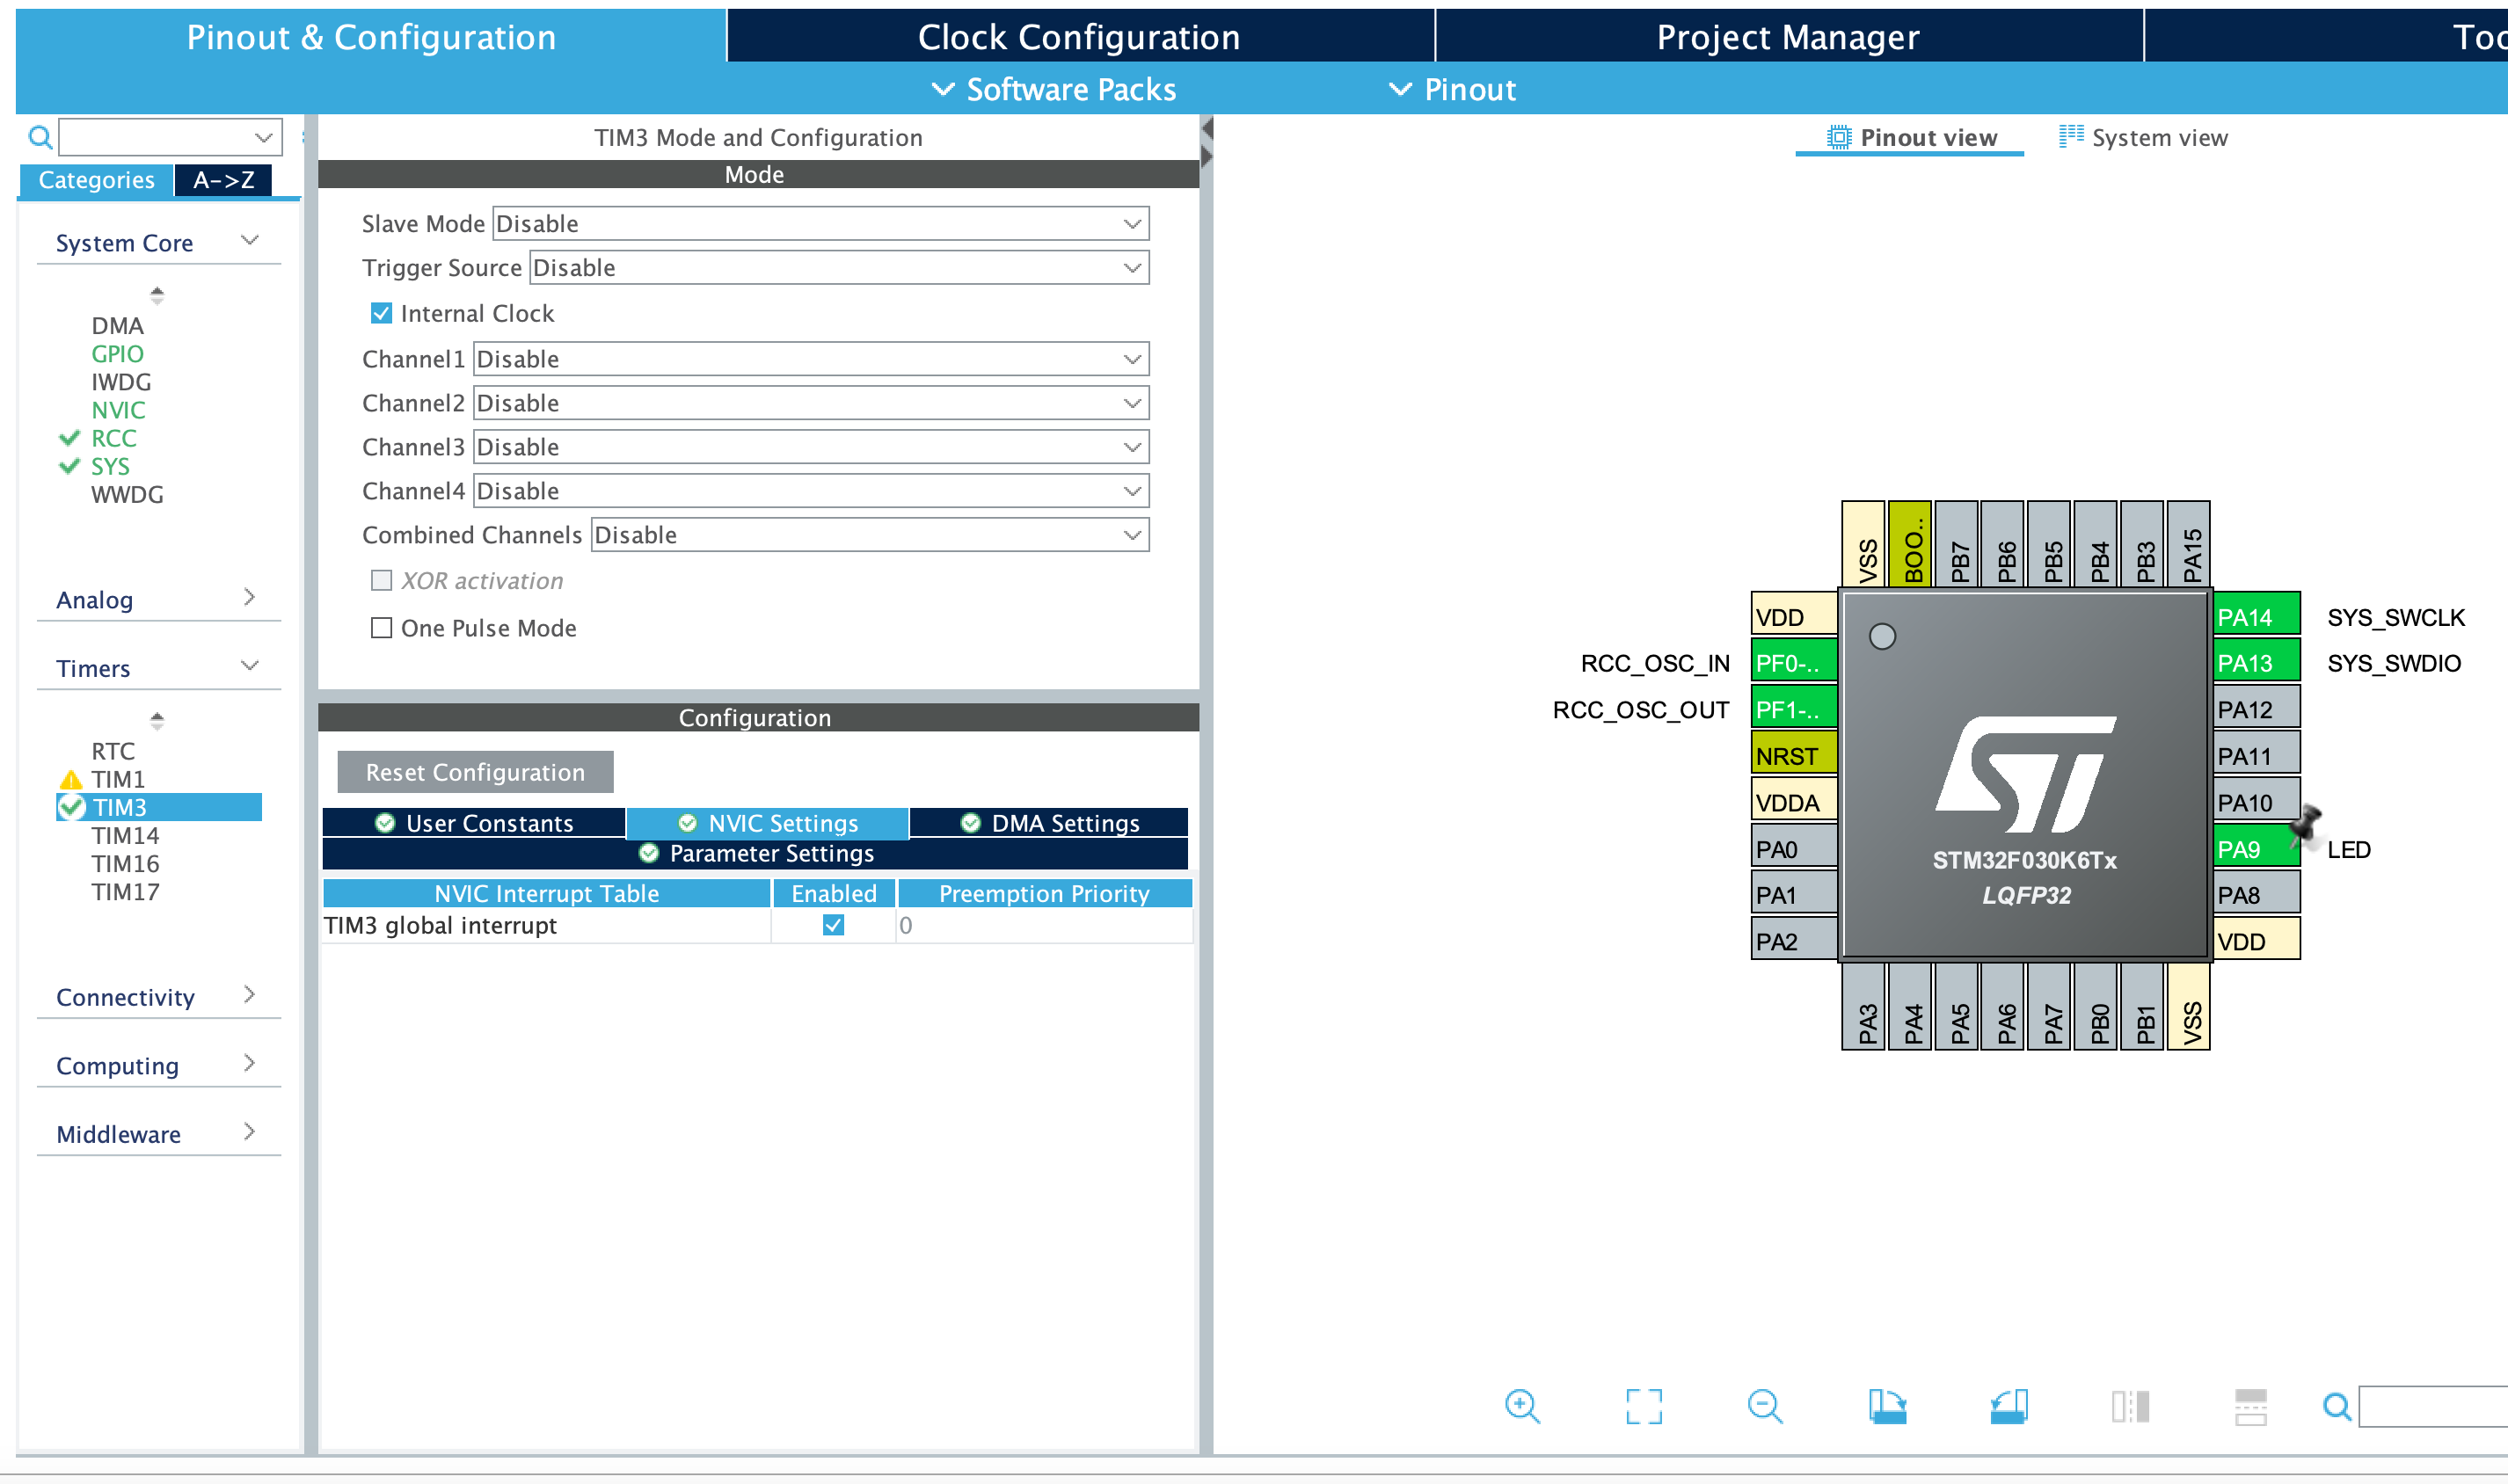 Pinout & Configuration
Clock Configuration
Project Manager
Too
Software Packs
Pinout
Categories
A->Z
System Core
DMA
GPIO
IWDG
NVIC
RCC
SYS
WWDG
Analog
Timers
RTC
TIM1
TIM3
TIM14
TIM16
TIM17
Connectivity
Computing
Middleware
TIM3 Mode and Configuration
Mode
Slave Mode Disable
Trigger Source Disable
Internal Clock
Channel1 Disable
Channel2 Disable
Channel3 Disable
Channel4 Disable
Combined Channels Disable
XOR activation
One Pulse Mode
Configuration
Reset Configuration
User Constants
NVIC Settings
DMA Settings
Parameter Settings
NVIC Interrupt Table Enabled Preemption Priority
TIM3 global interrupt 0
Pinout view
System view
VSS
BOO..
PB7
PB6
PB5
PB4
PB3
PA15
VDD
RCC_OSC_IN PF0-..
RCC_OSC_OUT PF1-..
NRST
VDDA
PA0
PA1
PA2
ST
STM32F030K6Tx
LQFP32
PA14 SYS_SWCLK
PA13 SYS_SWDIO
PA12
PA11
PA10
PA9 LED
PA8
VDD
PA3
PA4
PA5
PA6
PA7
PB0
PB1
VSS